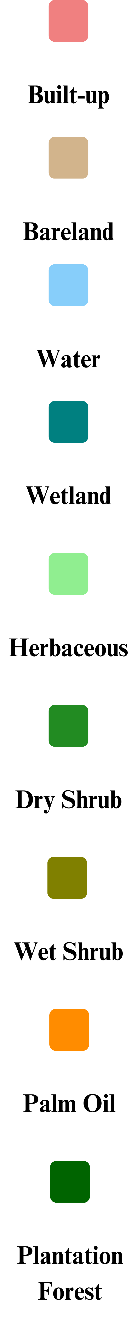 Built-up
Bareland
Water
Wetland
Herbaceous
Dry Shrub
Wet Shrub
Palm Oil
Plantation
Forest